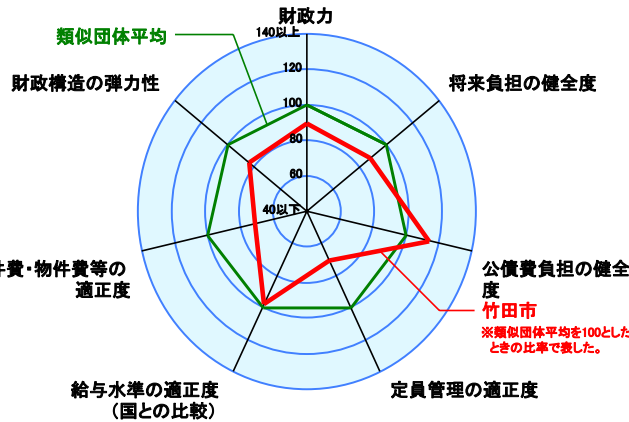 財政力
140以上
類似団体平均
120
財政構造の弾力性
将来負担の健全度
100
80
60
40以下
件費・物件費等の
適正度
公債費負担の健全
度
竹田市
※類似団体平均を100とした
ときの比率で表した。
給与水準の適正度
(国との比較)
定員管理の適正度